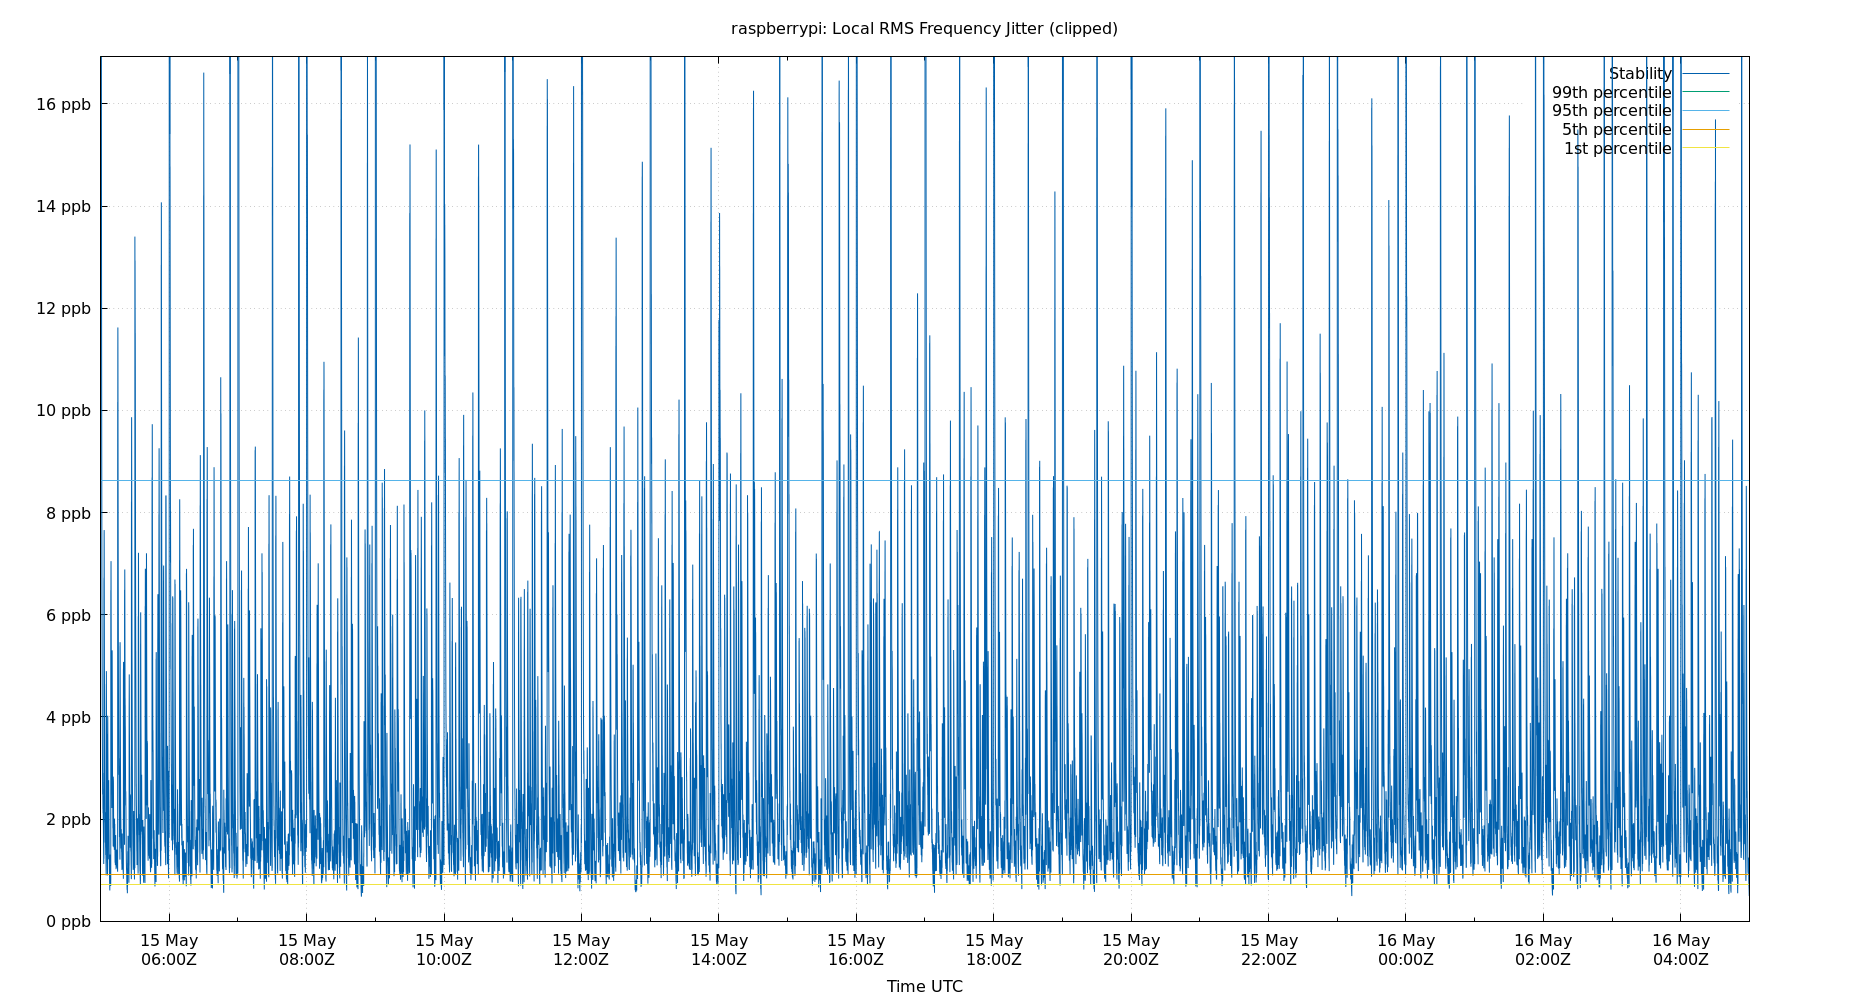 raspberrypi: Local RMS Frequency Jitter (clipped)
Stability
99th percentile
95th percentile
5th percentile
1st percentile
16 ppb
14 ppb
12 ppb
10 ppb
8 ppb
6 ppb
4 ppb
2 ppb
0 ppb
15 May 15 May 15 May 15 May 15 May 15 May 15 May 15 May 15 May 16 May 16 May 16 May
06:00Z 08:00Z 10:00Z 12:00Z 14:00Z 16:00Z 18:00Z 20:00Z 22:00Z 00:00Z 02:00Z 04:00Z
Time UTC